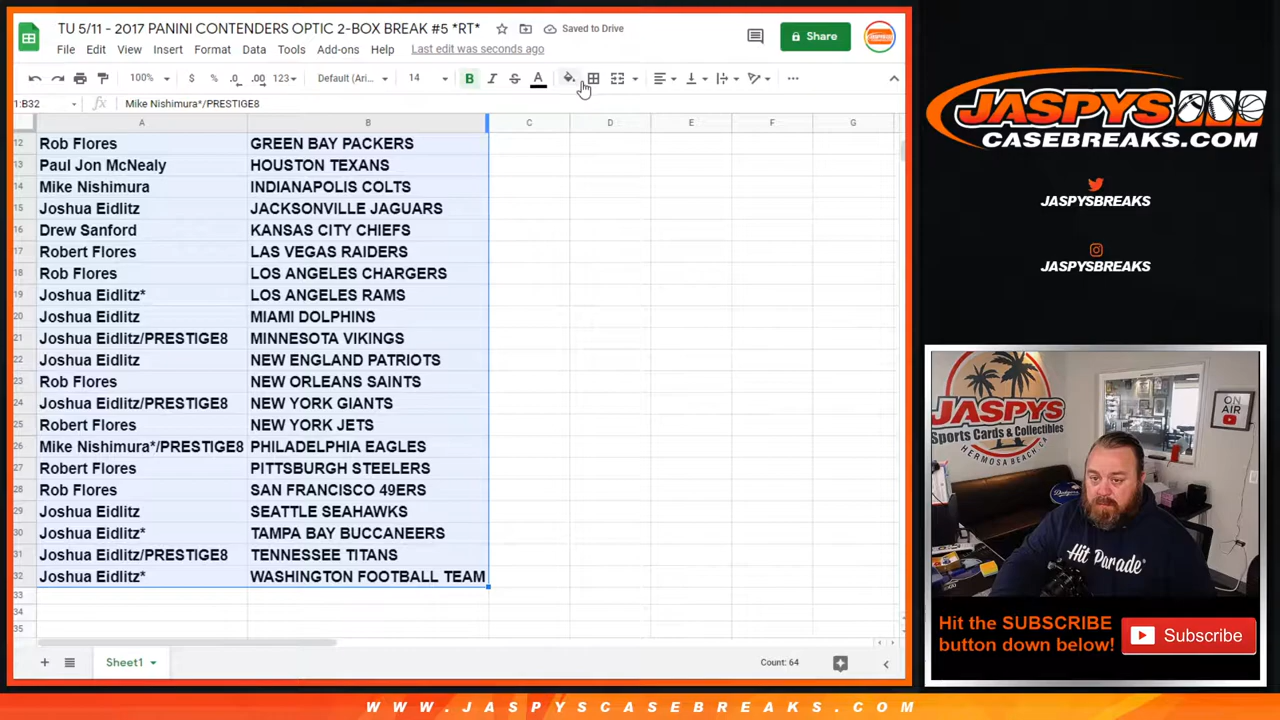 TU 5/11 - 2017 PANINI CONTENDERS OPTIC 2-BOX BREAK #5 *RT*
Saved to Drive
File Edit View Insert Format Data Tools Add-ons Help Last edit was seconds ago
Share
100% $ % .0 .00 123 Default (Ari... 14 B I S A
1:B32 fx Mike Nishimura*/PRESTIGE8
A B C D E F G
12 Rob Flores GREEN BAY PACKERS
13 Paul Jon McNealy HOUSTON TEXANS
14 Mike Nishimura INDIANAPOLIS COLTS
15 Joshua Eidlitz JACKSONVILLE JAGUARS
16 Drew Sanford KANSAS CITY CHIEFS
17 Robert Flores LAS VEGAS RAIDERS
18 Rob Flores LOS ANGELES CHARGERS
19 Joshua Eidlitz* LOS ANGELES RAMS
20 Joshua Eidlitz MIAMI DOLPHINS
21 Joshua Eidlitz/PRESTIGE8 MINNESOTA VIKINGS
22 Joshua Eidlitz NEW ENGLAND PATRIOTS
23 Rob Flores NEW ORLEANS SAINTS
24 Joshua Eidlitz/PRESTIGE8 NEW YORK GIANTS
25 Robert Flores NEW YORK JETS
26 Mike Nishimura*/PRESTIGE8 PHILADELPHIA EAGLES
27 Robert Flores PITTSBURGH STEELERS
28 Rob Flores SAN FRANCISCO 49ERS
29 Joshua Eidlitz SEATTLE SEAHAWKS
30 Joshua Eidlitz* TAMPA BAY BUCCANEERS
31 Joshua Eidlitz/PRESTIGE8 TENNESSEE TITANS
32 Joshua Eidlitz* WASHINGTON FOOTBALL TEAM
33
34
35
Sheet1
Count: 64
JASPYS
CASEBREAKS.COM
JASPYSBREAKS
JASPYSBREAKS
JASPYS
Sports Cards & Collectibles
HERMOSA BEACH, CA
ON
AIR
Dodgers
Hit Parade
Hit the SUBSCRIBE
button down below!
Subscribe
WWW.JASPYSCASEBREAKS.COM